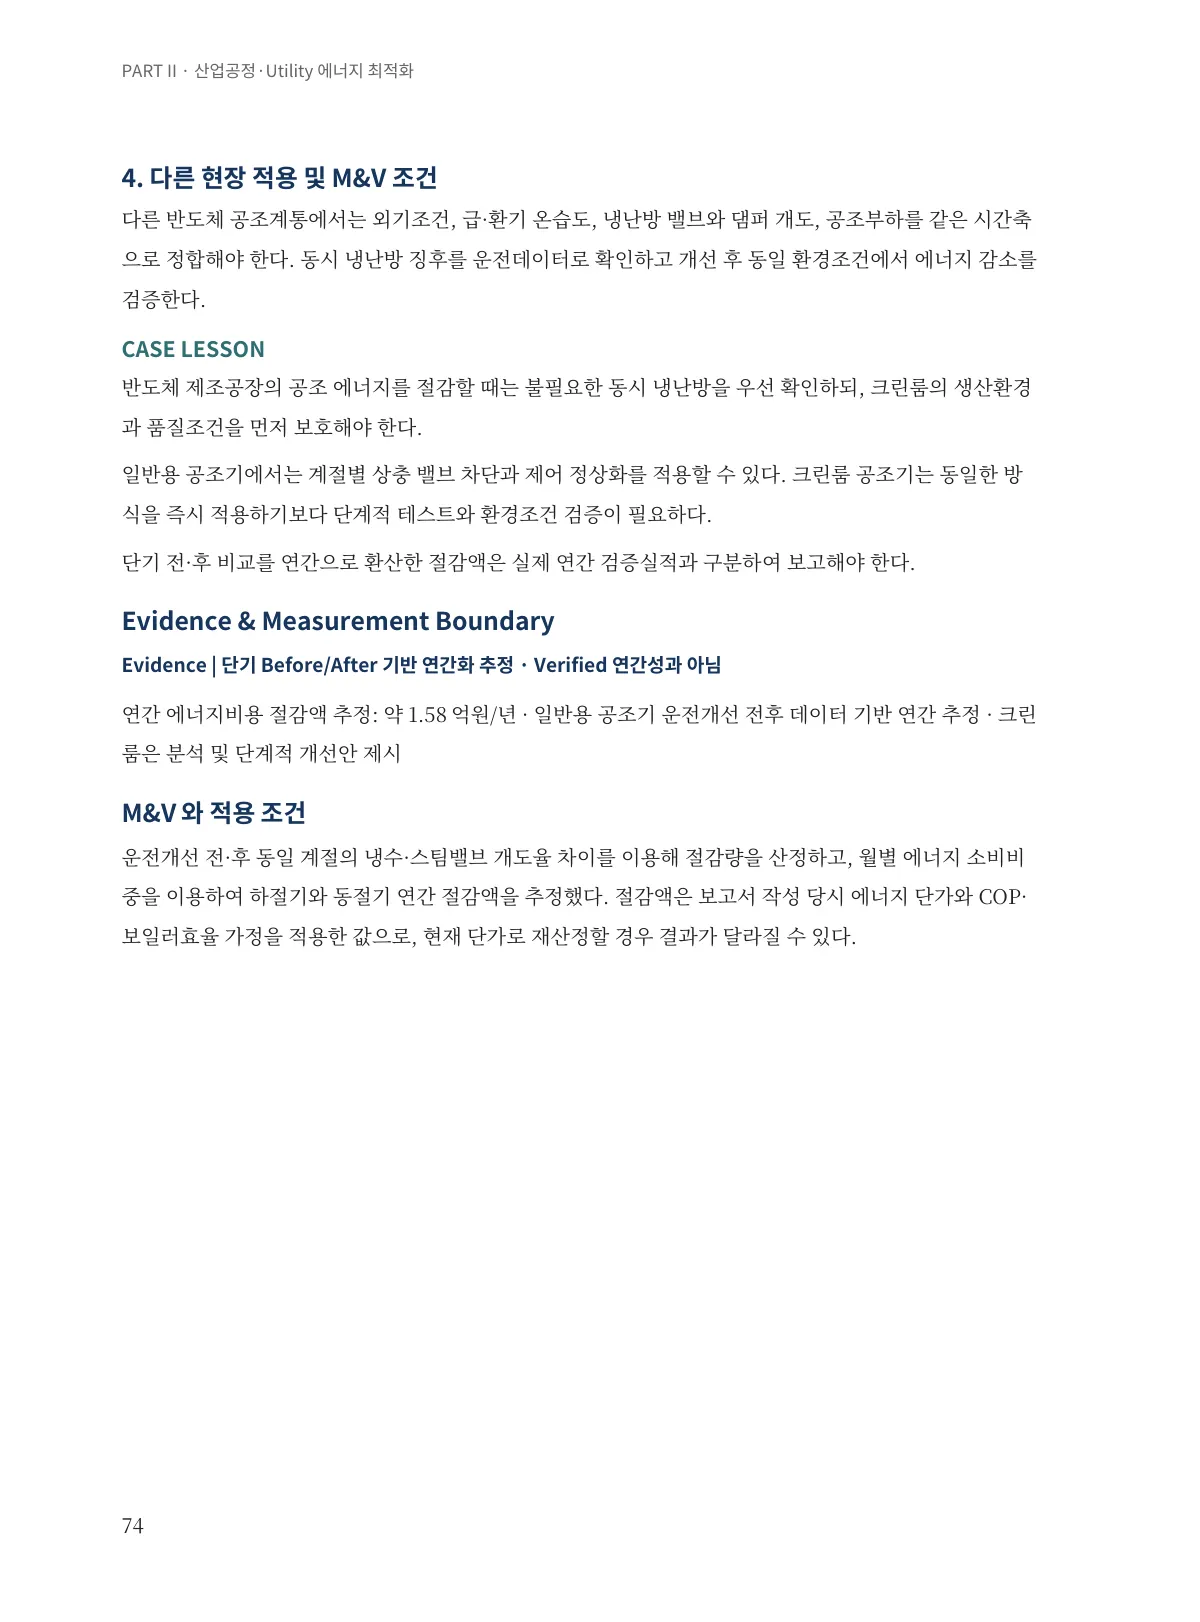 PART II · 산업공정·Utility 에너지 최적화
4. 다른 현장 적용 및 M&V 조건
다른 반도체 공조계통에서는 외기조건, 급·환기 온습도, 냉난방 밸브와 댐퍼 개도, 공조부하를 같은 시간축
으로 정합해야 한다. 동시 냉난방 징후를 운전데이터로 확인하고 개선 후 동일 환경조건에서 에너지 감소를
검증한다.
CASE LESSON
반도체 제조공장의 공조 에너지를 절감할 때는 불필요한 동시 냉난방을 우선 확인하되, 크린룸의 생산환경
과 품질조건을 먼저 보호해야 한다.
일반용 공조기에서는 계절별 상충 밸브 차단과 제어 정상화를 적용할 수 있다. 크린룸 공조기는 동일한 방
식을 즉시 적용하기보다 단계적 테스트와 환경조건 검증이 필요하다.
단기 전·후 비교를 연간으로 환산한 절감액은 실제 연간 검증실적과 구분하여 보고해야 한다.
Evidence & Measurement Boundary
Evidence | 단기 Before/After 기반 연간화 추정 · Verified 연간성과 아님
연간 에너지비용 절감액 추정: 약 1.58 억원/년 · 일반용 공조기 운전개선 전후 데이터 기반 연간 추정 · 크린
룸은 분석 및 단계적 개선안 제시
M&V 와 적용 조건
운전개선 전·후 동일 계절의 냉수·스팀밸브 개도율 차이를 이용해 절감량을 산정하고, 월별 에너지 소비비
중을 이용하여 하절기와 동절기 연간 절감액을 추정했다. 절감액은 보고서 작성 당시 에너지 단가와 COP·
보일러효율 가정을 적용한 값으로, 현재 단가로 재산정할 경우 결과가 달라질 수 있다.
74